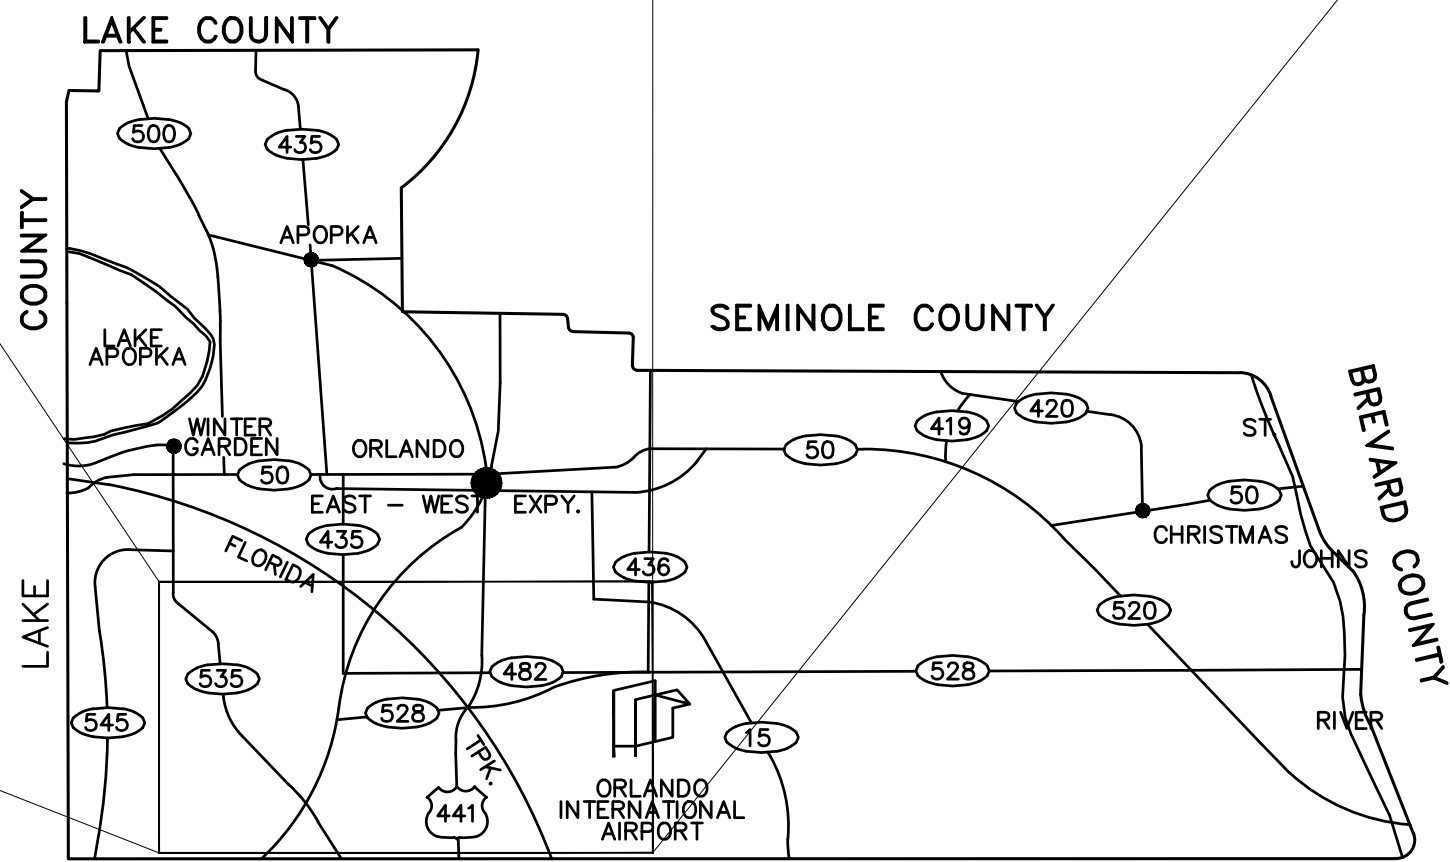 LAKE COUNTY
500
435
COUNTY
APOPKA
SEMINOLE COUNTY
LAKE
APOPKA
BREVARD COUNTY
420
419
ST.
WINTER
GARDEN
ORLANDO
50
50
50
EAST - WEST EXPY.
CHRISTMAS
435
FLORIDA
JOHNS
436
LAKE
520
535
482
528
528
545
RIVER
15
TPK.
441
ORLANDO
INTERNATIONAL
AIRPORT